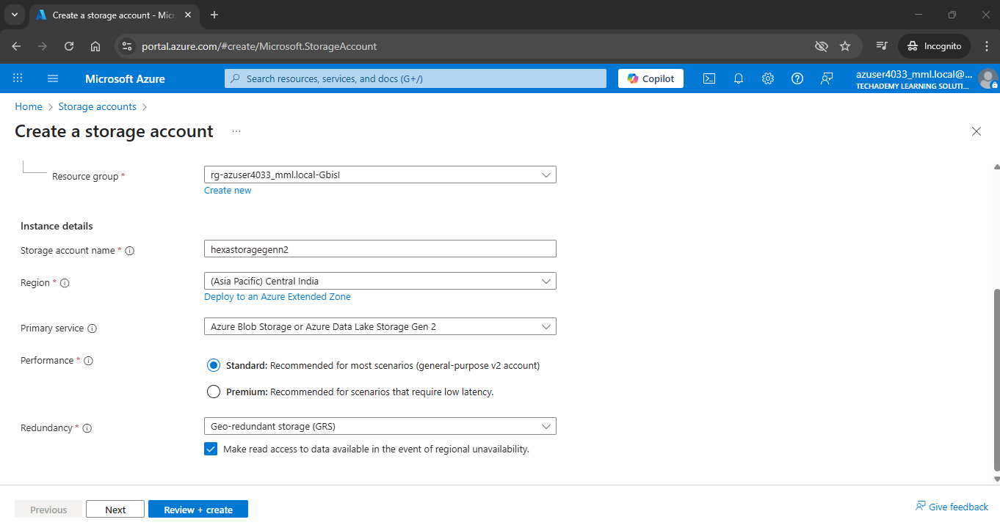 Create a storage account - Micr
portal.azure.com/#create/Microsoft.StorageAccount
Incognito
Microsoft Azure
Search resources, services, and docs (G+/)
Copilot
azuser4033_mml.local@...
TECHADEMY LEARNING SOLUTI...
Home > Storage accounts >
Create a storage account
...
Resource group *
rg-azuser4033_mml.local-GbisI
Create new
Instance details
Storage account name *
hexastoragegenn2
Region *
(Asia Pacific) Central India
Deploy to an Azure Extended Zone
Primary service
Azure Blob Storage or Azure Data Lake Storage Gen 2
Performance *
Standard: Recommended for most scenarios (general-purpose v2 account)
Premium: Recommended for scenarios that require low latency.
Redundancy *
Geo-redundant storage (GRS)
Make read access to data available in the event of regional unavailability.
Previous
Next
Review + create
Give feedback